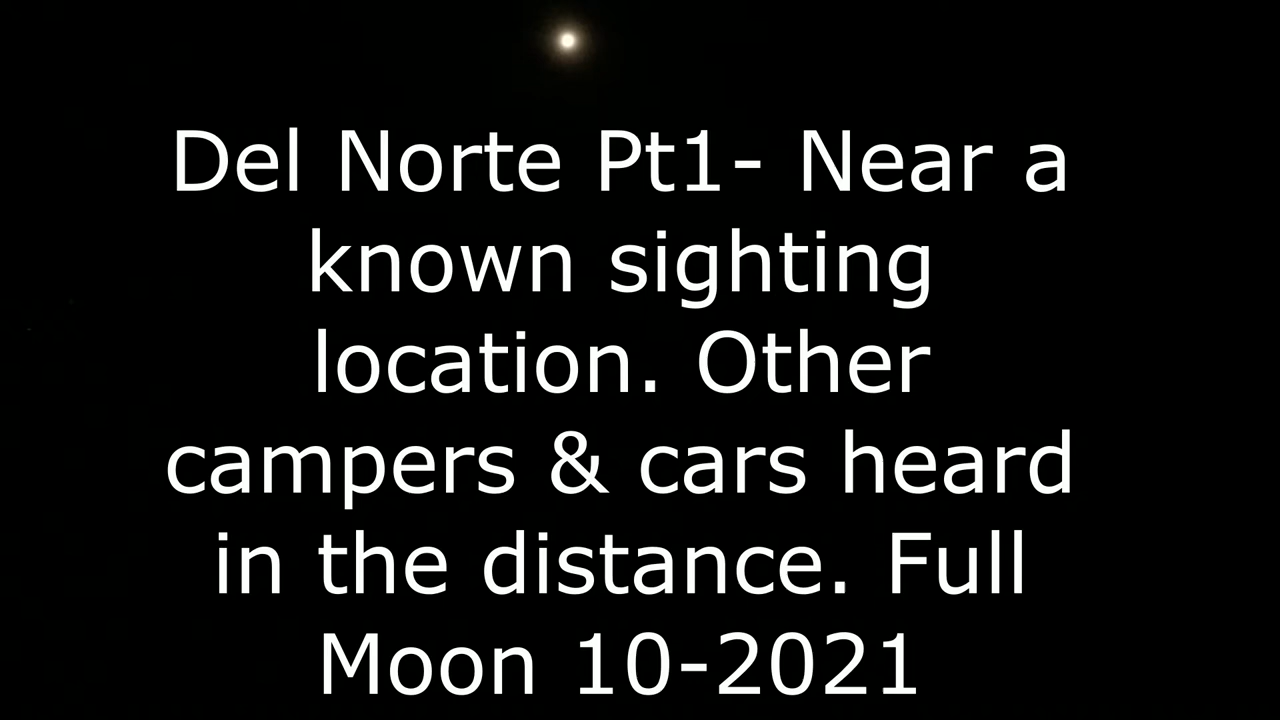 Del Norte Pt1- Near a
known sighting
location. Other
campers & cars heard
in the distance. Full
Moon 10-2021